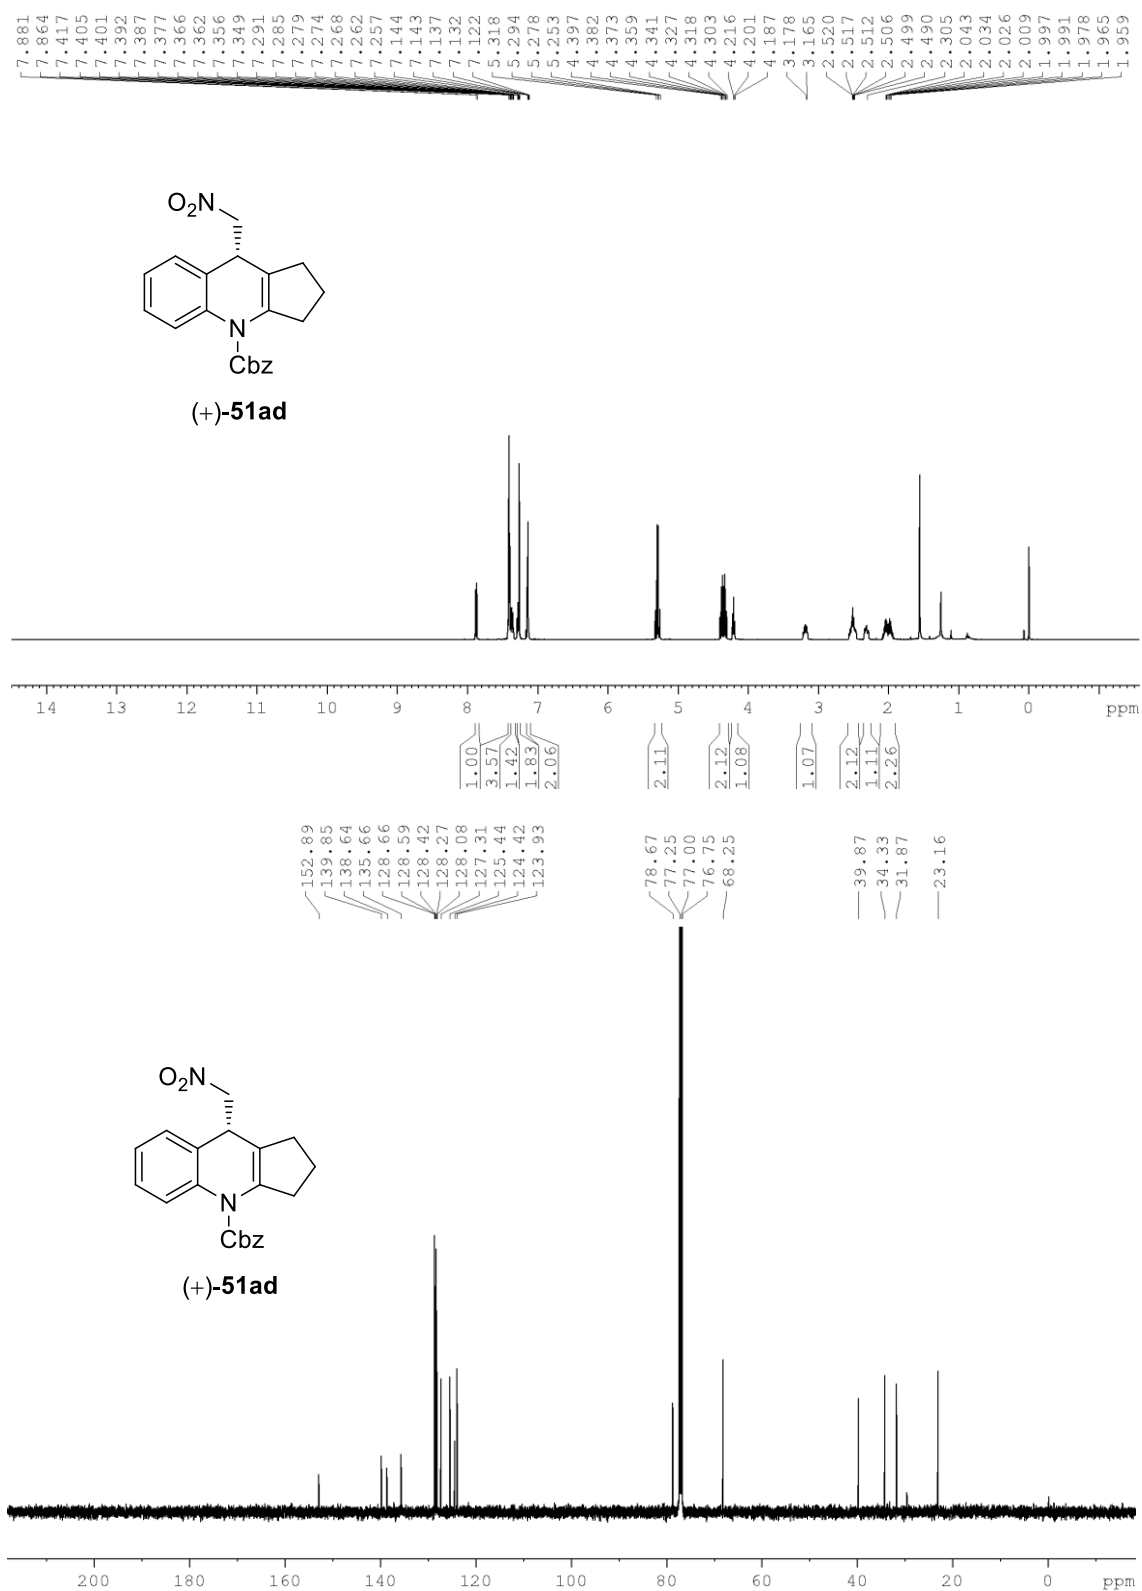 7.881 7.864 7.417 7.405 7.401 7.392 7.387 7.377 7.366 7.362 7.356 7.349 7.291 7.285 7.279 7.274 7.268 7.262 7.257 7.144 7.143 7.137 7.132 7.122 5.318 5.294 5.278 5.253 4.397 4.382 4.373 4.359 4.341 4.327 4.318 4.303 4.216 4.201 4.187 3.178 3.165 2.520 2.517 2.512 2.506 2.499 2.490 2.305 2.043 2.034 2.026 2.009 1.997 1.991 1.978 1.965 1.959
O2N
N
Cbz
(+)-51ad
14 13 12 11 10 9 8 7 6 5 4 3 2 1 0 ppm
1.00 3.57 1.42 1.83 2.06 2.11 2.12 1.08 1.07 2.12 1.11 2.26
152.89 139.85 138.64 135.66 128.66 128.59 128.42 128.27 128.08 127.31 125.44 124.42 123.93 78.67 77.25 77.00 76.75 68.25 39.87 34.33 31.87 23.16
O2N
N
Cbz
(+)-51ad
200 180 160 140 120 100 80 60 40 20 0 ppm